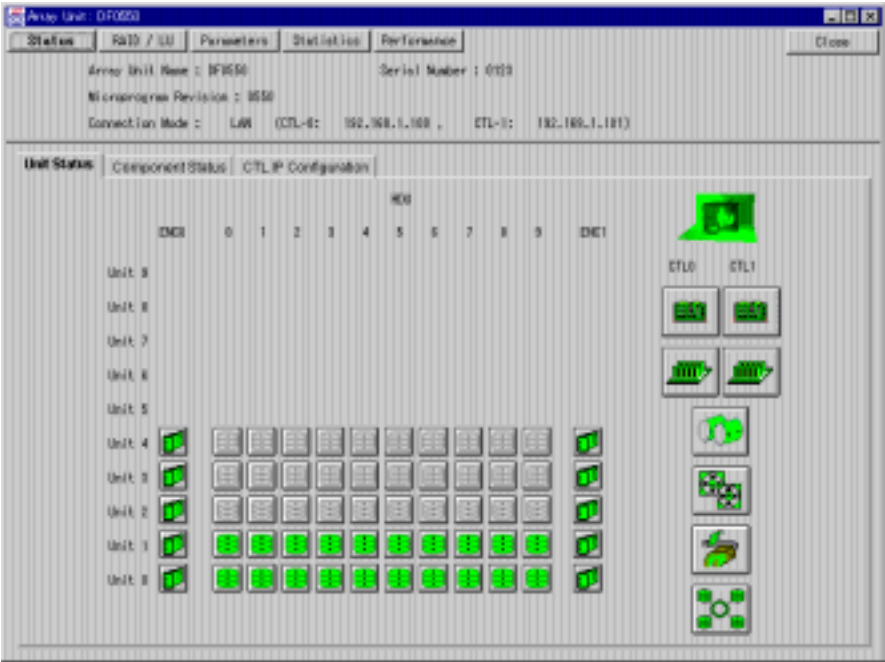 Array Unit: DF0550
Status RAID / LU Parameters Statistics Performance Close
Array Unit Name : DF0550 Serial Number : 0123
Microprogram Revision : 0550
Connection Mode : LAN (CTL-0: 192.168.1.100 , CTL-1: 192.168.1.101)
Unit Status Component Status CTL IP Configuration
HDU
ENC0 0 1 2 3 4 5 6 7 8 9 ENC1
CTL0 CTL1
Unit 9
Unit 8
Unit 7
Unit 6
Unit 5
Unit 4
Unit 3
Unit 2
Unit 1
Unit 0